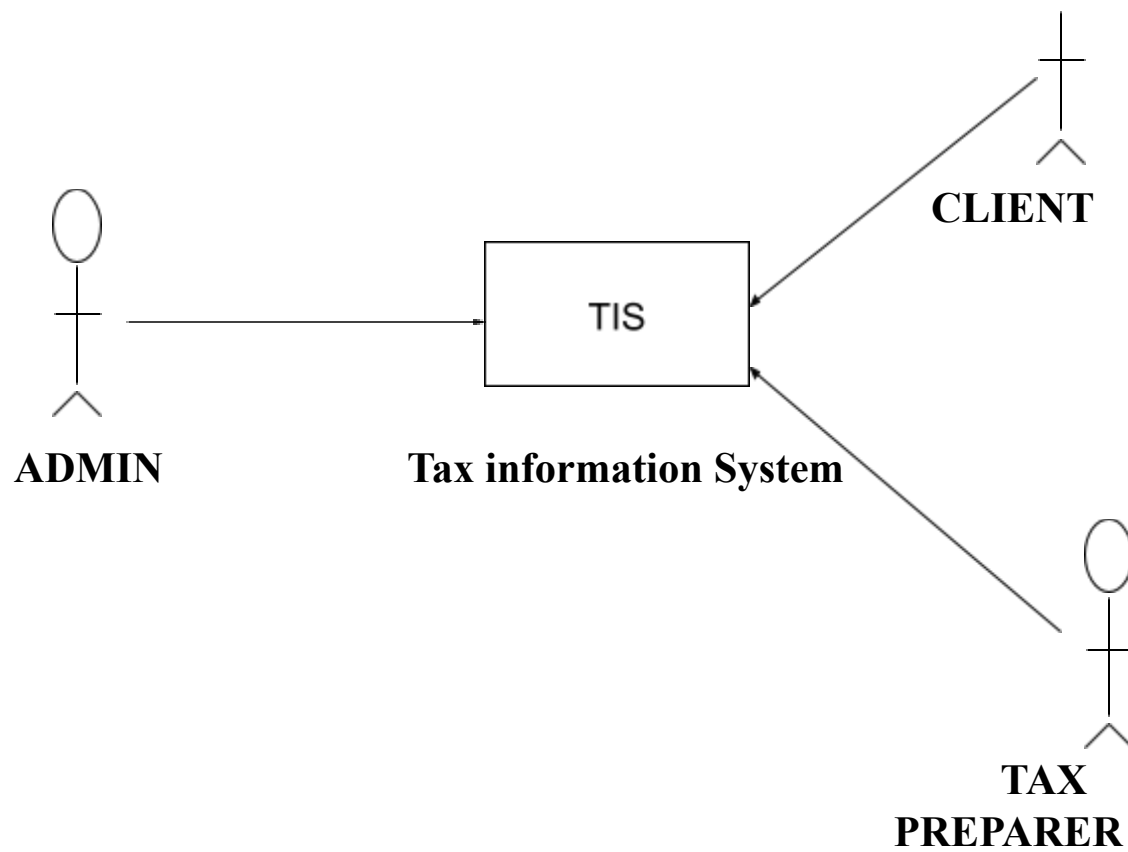 CLIENT
TIS
ADMIN
Tax information System
TAX
PREPARER